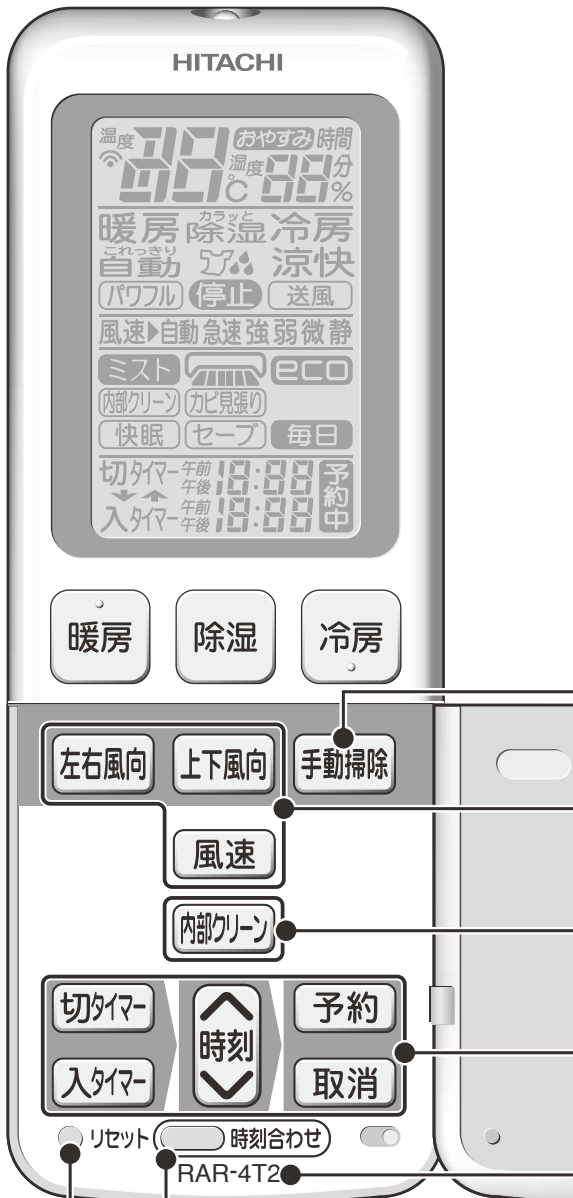 HITACHI
温度 おやすみ 時間
88℃ 湿度 88 分 %
カラッと
暖房 除湿 冷房
これっきり
自動 涼快
パワフル 停止 送風
風速▶自動 急速 強 弱 微 静
ミスト eco
内部クリーン カビ見張り
快眠 セーブ 毎日
切タイマー 午前 午後 18:88 予約中
入タイマー 午前 午後 18:88
暖房 除湿 冷房
左右風向 上下風向 手動掃除
風速
内部クリーン
切タイマー 時刻 予約
入タイマー 取消
リセット 時刻合わせ
RAR-4T2